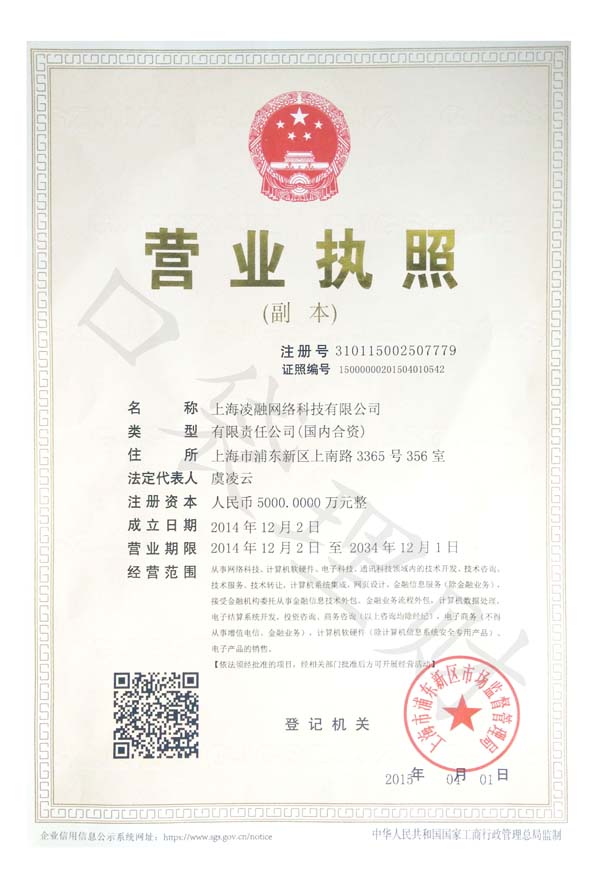 营业执照
(副 本)
注册号 310115002507779
证照编号 15000000201504010542
名 称 上海凌融网络科技有限公司
类 型 有限责任公司(国内合资)
住 所 上海市浦东新区上南路 3365 号 356 室
法定代表人 虞凌云
注册资本 人民币 5000.0000 万元整
成立日期 2014 年 12 月 2 日
营业期限 2014 年 12 月 2 日 至 2034 年 12 月 1 日
经营范围 从事网络科技、计算机软硬件、电子科技、通讯科技领域内的技术开发、技术咨询、
技术服务、技术转让，计算机系统集成，网页设计，金融信息服务（除金融业务），
接受金融机构委托从事金融信息技术外包、金融业务流程外包，计算机数据处理，
电子结算系统开发，投资咨询、商务咨询（以上咨询均除经纪），电子商务（不得
从事增值电信、金融业务），计算机软硬件（除计算机信息系统安全专用产品）、
电子产品的销售。
【依法须经批准的项目，经相关部门批准后方可开展经营活动】
登记机关
上海市浦东新区市场监督管理局
2015 年 04 月 01 日
企业信用信息公示系统网址：https://www.sgs.gov.cn/notice
中华人民共和国国家工商行政管理总局监制
口袋理财